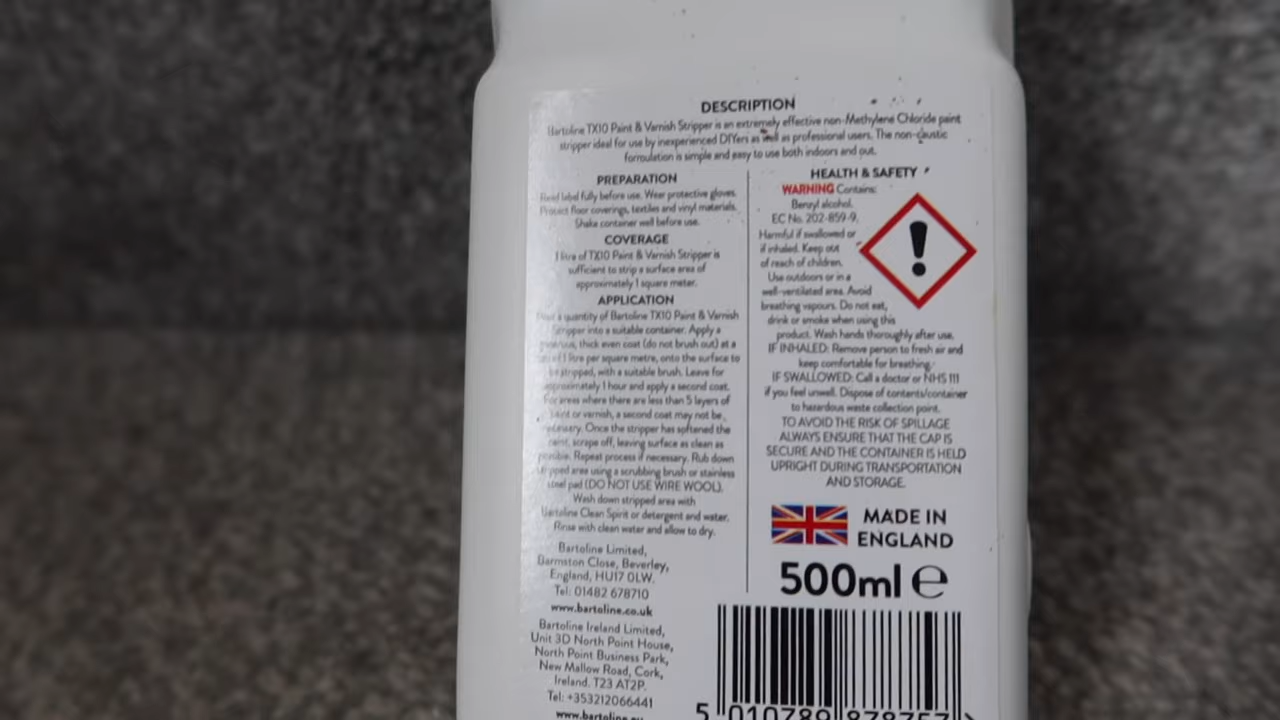 DESCRIPTION
Bartoline TX10 Paint & Varnish Stripper is an extremely effective non-Methylene Chloride paint
stripper ideal for use by inexperienced DIYers as well as professional users. The non-caustic
formulation is simple and easy to use both indoors and out.
PREPARATION
Read label fully before use. Wear protective gloves.
Protect floor coverings, textiles and vinyl materials.
Shake container well before use.
COVERAGE
1 litre of TX10 Paint & Varnish Stripper is
sufficient to strip a surface area of
approximately 1 square meter.
APPLICATION
a quantity of Bartoline TX10 Paint & Varnish
Stripper into a suitable container. Apply a
generous, thick even coat (do not brush out) at a
of 1 litre per square metre, onto the surface to
be stripped, with a suitable brush. Leave for
approximately 1 hour and apply a second coat.
For areas where there are less than 5 layers of
paint or varnish, a second coat may not be
necessary. Once the stripper has softened the
paint, scrape off, leaving surface as clean as
possible. Repeat process if necessary. Rub down
stripped area using a scrubbing brush or stainless
steel pad (DO NOT USE WIRE WOOL).
Wash down stripped area with
Bartoline Clean Spirit or detergent and water.
Rinse with clean water and allow to dry.
Bartoline Limited,
Barmston Close, Beverley,
England, HU17 0LW.
Tel: 01482 678710
www.bartoline.co.uk
Bartoline Ireland Limited,
Unit 3D North Point House,
North Point Business Park,
New Mallow Road, Cork,
Ireland. T23 AT2P.
Tel: +353212066441
www.bartoline.eu
HEALTH & SAFETY
WARNING Contains:
Benzyl alcohol.
EC No. 202-859-9.
Harmful if swallowed or
if inhaled. Keep out
of reach of children.
Use outdoors or in a
well-ventilated area. Avoid
breathing vapours. Do not eat,
drink or smoke when using this
product. Wash hands thoroughly after use.
IF INHALED: Remove person to fresh air and
keep comfortable for breathing.
IF SWALLOWED: Call a doctor or NHS 111
if you feel unwell. Dispose of contents/container
to hazardous waste collection point.
TO AVOID THE RISK OF SPILLAGE
ALWAYS ENSURE THAT THE CAP IS
SECURE AND THE CONTAINER IS HELD
UPRIGHT DURING TRANSPORTATION
AND STORAGE.
MADE IN
ENGLAND
500ml e
5 010789 878757 >